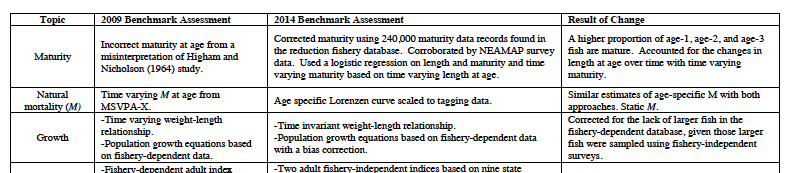 Topic 2009 Benchmark Assessment 2014 Benchmark Assessment Result of Change
Maturity
Incorrect maturity at age from a
misinterpretation of Higham and
Nicholson (1964) study.
Corrected maturity using 240,000 maturity data records found in
the reduction fishery database. Corroborated by NEAMAP survey
data. Used a logistic regression on length and maturity and time
varying maturity based on time varying length at age.
A higher proportion of age-1, age-2, and age-3
fish are mature. Accounted for the changes in
length at age over time with time varying
maturity.
Natural
mortality (M)
Time varying M at age from
MSVPA-X.
Age specific Lorenzen curve scaled to tagging data.
Similar estimates of age-specific M with both
approaches. Static M.
Growth
-Time varying weight-length
relationship.
-Population growth equations based
on fishery-dependent data.
-Time invariant weight-length relationship.
-Population growth equations based on fishery-dependent data
with a bias correction.
Corrected for the lack of larger fish in the
fishery-dependent database, given those larger
fish were sampled using fishery-independent
surveys.
-Fishery-dependent adult index
-Two adult fishery-independent indices based on nine state